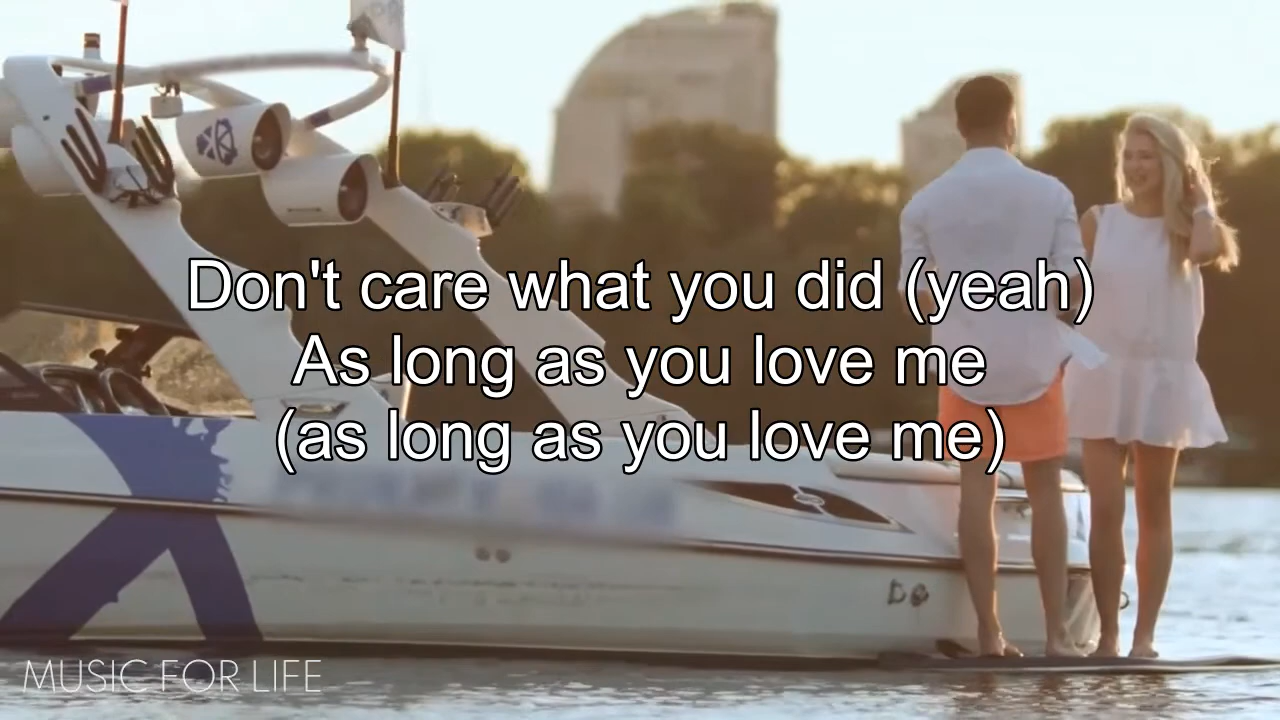 Don't care what you did (yeah)
As long as you love me
(as long as you love me)
MUSIC FOR LIFE